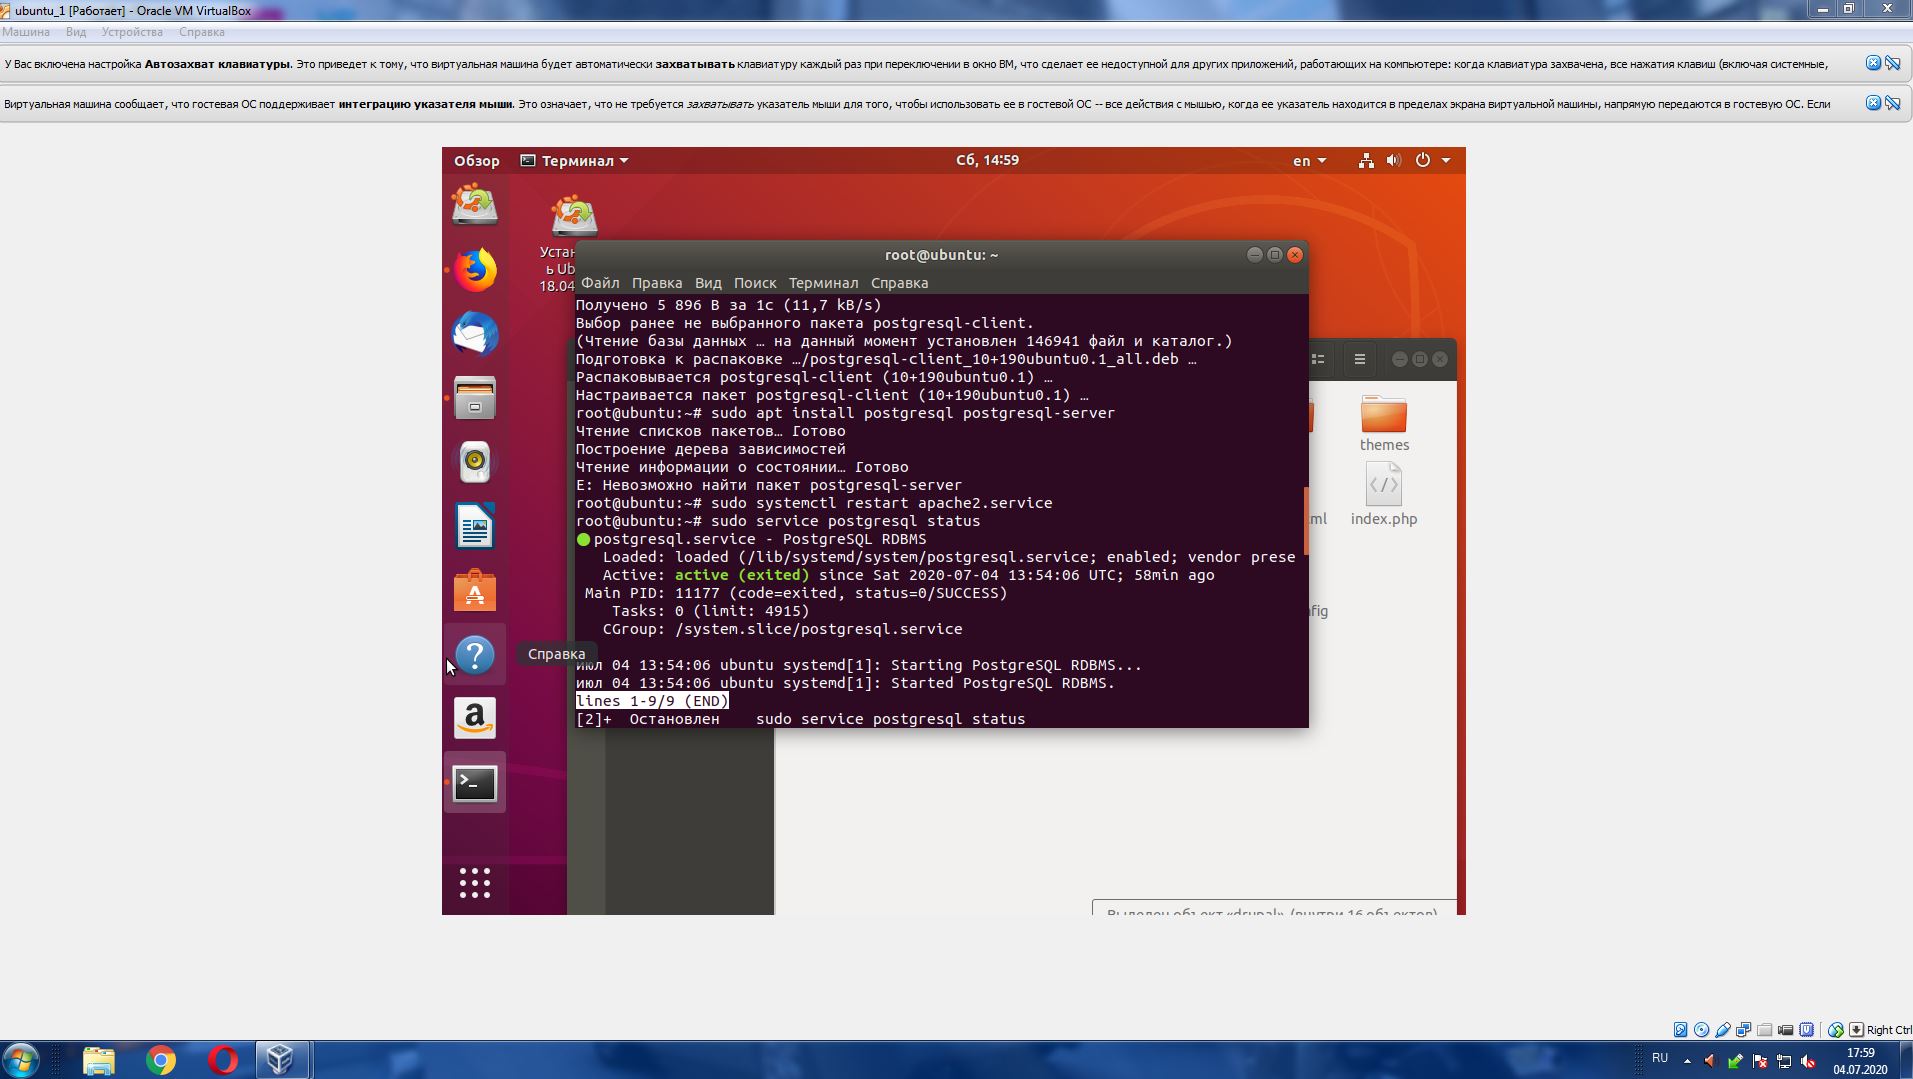 ubuntu_1 [Работает] - Oracle VM VirtualBox
Машина Вид Устройства Справка
У Вас включена настройка Автозахват клавиатуры. Это приведет к тому, что виртуальная машина будет автоматически захватывать клавиатуру каждый раз при переключении в окно ВМ, что сделает ее недоступной для других приложений, работающих на компьютере: когда клавиатура захвачена, все нажатия клавиш (включая системные,
Виртуальная машина сообщает, что гостевая ОС поддерживает интеграцию указателя мыши. Это означает, что не требуется захватывать указатель мыши для того, чтобы использовать ее в гостевой ОС -- все действия с мышью, когда ее указатель находится в пределах экрана виртуальной машины, напрямую передаются в гостевую ОС. Если
Обзор Терминал Сб, 14:59 en
Устан
ь Ub
18.04
root@ubuntu: ~
Файл Правка Вид Поиск Терминал Справка
Получено 5 896 B за 1с (11,7 kB/s)
Выбор ранее не выбранного пакета postgresql-client.
(Чтение базы данных … на данный момент установлен 146941 файл и каталог.)
Подготовка к распаковке …/postgresql-client_10+190ubuntu0.1_all.deb …
Распаковывается postgresql-client (10+190ubuntu0.1) …
Настраивается пакет postgresql-client (10+190ubuntu0.1) …
root@ubuntu:~# sudo apt install postgresql postgresql-server
Чтение списков пакетов… Готово
Построение дерева зависимостей
Чтение информации о состоянии… Готово
E: Невозможно найти пакет postgresql-server
root@ubuntu:~# sudo systemctl restart apache2.service
root@ubuntu:~# sudo service postgresql status
postgresql.service - PostgreSQL RDBMS
Loaded: loaded (/lib/systemd/system/postgresql.service; enabled; vendor prese
Active: active (exited) since Sat 2020-07-04 13:54:06 UTC; 58min ago
Main PID: 11177 (code=exited, status=0/SUCCESS)
Tasks: 0 (limit: 4915)
CGroup: /system.slice/postgresql.service
июл 04 13:54:06 ubuntu systemd[1]: Starting PostgreSQL RDBMS...
июл 04 13:54:06 ubuntu systemd[1]: Started PostgreSQL RDBMS.
lines 1-9/9 (END)
[2]+ Остановлен sudo service postgresql status
Справка
themes
ml index.php
fig
Выделен объект «drupal» (внутри 16 объектов)
Right Ctrl
RU
17:59
04.07.2020